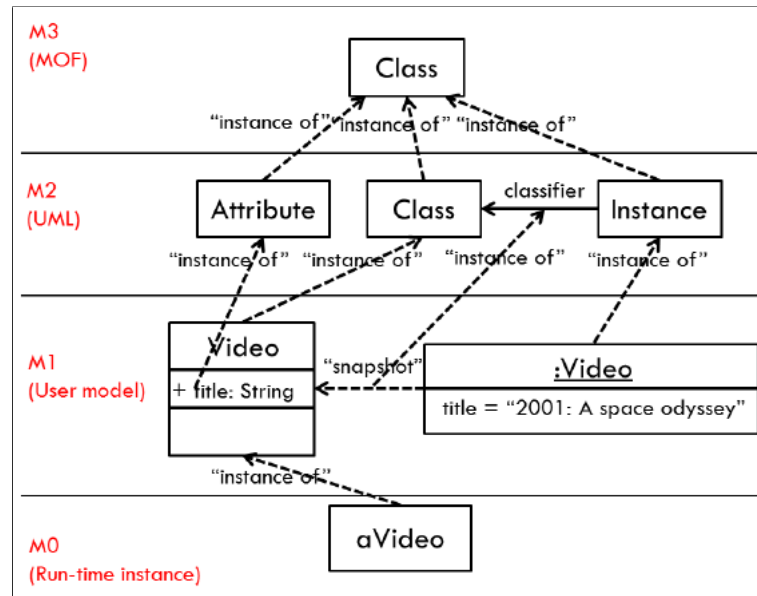 M3
(MOF)
Class
“instance of”
“instance of”
“instance of”
M2
(UML)
Attribute
Class
classifier
Instance
“instance of”
“instance of”
“instance of”
“instance of”
M1
(User model)
Video
+ title: String
“snapshot”
:Video
title = “2001: A space odyssey”
“instance of”
M0
(Run-time instance)
aVideo